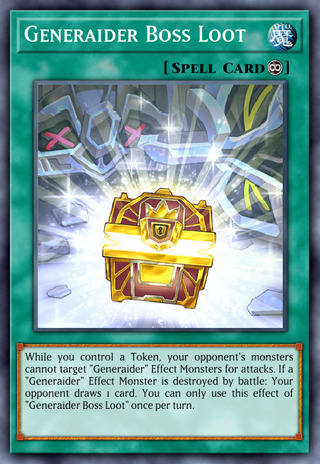 Generaider Boss Loot
魔
[Spell Card]
While you control a Token, your opponent's monsters
cannot target "Generaider" Effect Monsters for attacks. If a
"Generaider" Effect Monster is destroyed by battle: Your
opponent draws 1 card. You can only use this effect of
"Generaider Boss Loot" once per turn.